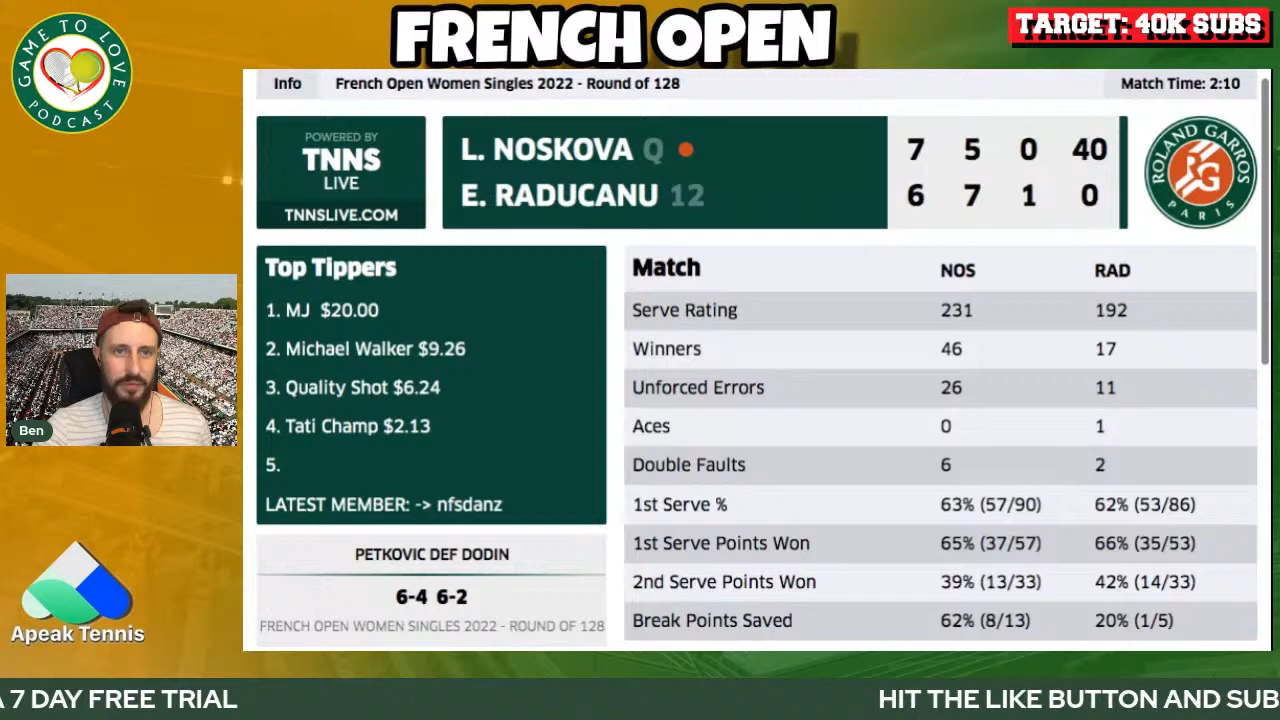 FRENCH OPEN
TARGET: 40K SUBS
GAME TO LOVE
PODCAST
Info French Open Women Singles 2022 - Round of 128 Match Time: 2:10
POWERED BY
TNNS
LIVE
TNNSLIVE.COM
L. NOSKOVA Q 7 5 0 40
E. RADUCANU 12 6 7 1 0
ROLAND GARROS
RG
PARIS
Top Tippers
1. MJ $20.00
2. Michael Walker $9.26
3. Quality Shot $6.24
4. Tati Champ $2.13
5.
LATEST MEMBER: -> nfsdanz
PETKOVIC DEF DODIN
6-4 6-2
FRENCH OPEN WOMEN SINGLES 2022 - ROUND OF 128
Match NOS RAD
Serve Rating 231 192
Winners 46 17
Unforced Errors 26 11
Aces 0 1
Double Faults 6 2
1st Serve % 63% (57/90) 62% (53/86)
1st Serve Points Won 65% (37/57) 66% (35/53)
2nd Serve Points Won 39% (13/33) 42% (14/33)
Break Points Saved 62% (8/13) 20% (1/5)
Ben
Apeak Tennis
A 7 DAY FREE TRIAL HIT THE LIKE BUTTON AND SUB